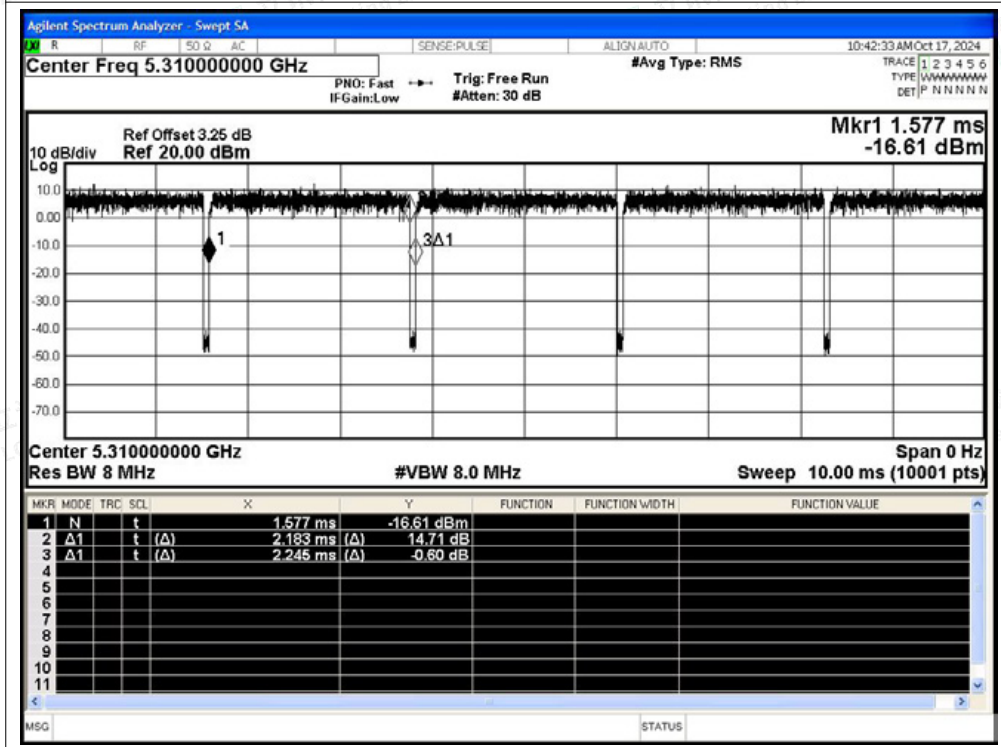 Agilent Spectrum Analyzer - Swept SA
LXI R RF 50 Ω AC SENSE:PULSE ALIGN AUTO 10:42:33 AM Oct 17, 2024
Center Freq 5.310000000 GHz #Avg Type: RMS TRACE 1 2 3 4 5 6
PNO: Fast Trig: Free Run TYPE WWWWWW
IFGain:Low #Atten: 30 dB DET P N N N N N
Mkr1 1.577 ms
Ref Offset 3.25 dB
10 dB/div Ref 20.00 dBm -16.61 dBm
Log
10.0
0.00
1 3Δ1
-10.0
-20.0
-30.0
-40.0
-50.0
-60.0
-70.0
Center 5.310000000 GHz Span 0 Hz
Res BW 8 MHz #VBW 8.0 MHz Sweep 10.00 ms (10001 pts)
MKR MODE TRC SCL X Y FUNCTION FUNCTION WIDTH FUNCTION VALUE
1 N t 1.577 ms -16.61 dBm
2 Δ1 t (Δ) 2.183 ms (Δ) 14.71 dB
3 Δ1 t (Δ) 2.245 ms (Δ) -0.60 dB
4
5
6
7
8
9
10
11
MSG STATUS